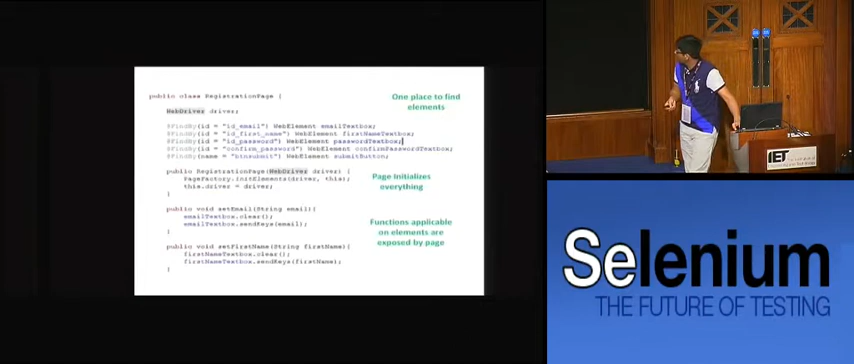 public class RegistrationPage {
One place to find
elements
WebDriver driver;
@FindBy(id = "id_email") WebElement emailTextbox;
@FindBy(id = "id_first_name") WebElement firstNameTextbox;
@FindBy(id = "id_password") WebElement passwordTextbox;
@FindBy(id = "confirm_password") WebElement confirmPasswordTextbox;
@FindBy(name = "btnsubmit") WebElement submitButton;
public RegistrationPage(WebDriver driver) {
PageFactory.initElements(driver, this);
this.driver = driver;
}
Page Initializes
everything
public void setEmail(String email){
emailTextbox.clear();
emailTextbox.sendKeys(email);
}
Functions applicable
on elements are
exposed by page
public void setFirstName(String firstName){
firstNameTextbox.clear();
firstNameTextbox.sendKeys(firstName);
}
IET
Selenium
THE FUTURE OF TESTING